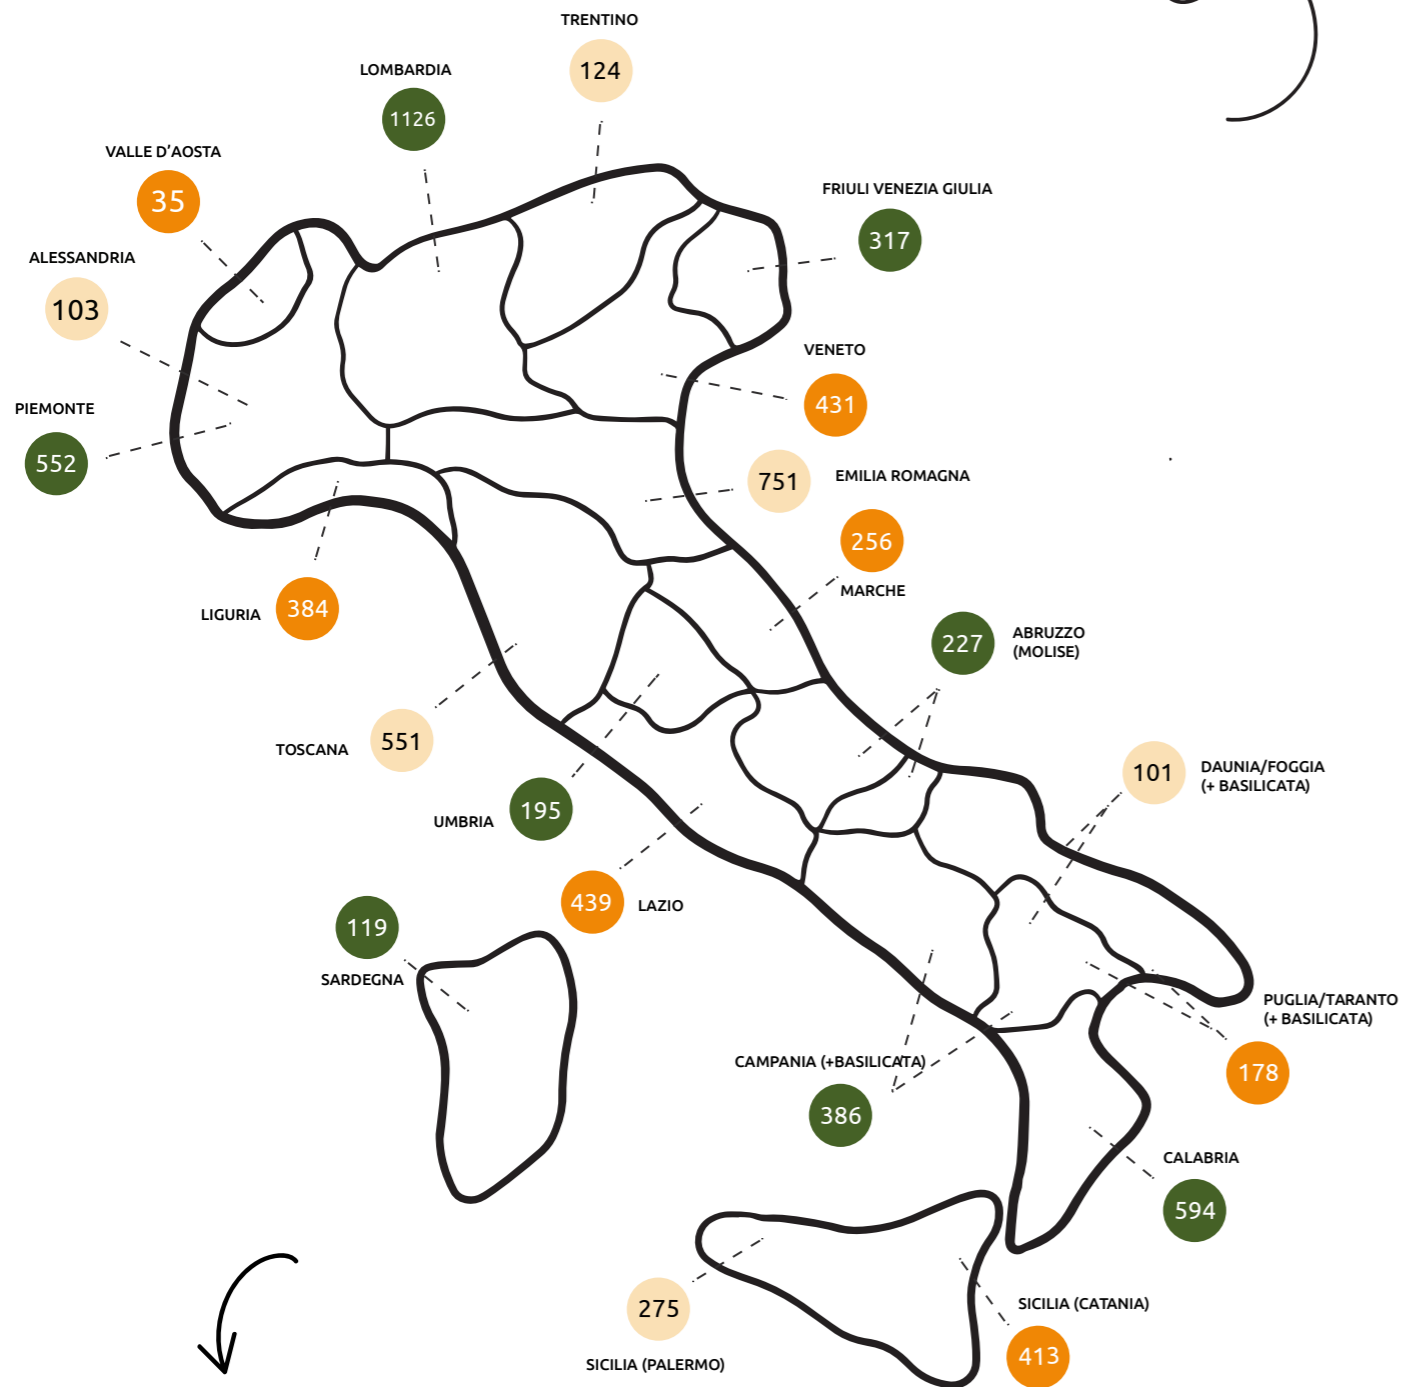 TRENTINO
124
LOMBARDIA
1126
VALLE D’AOSTA
35
FRIULI VENEZIA GIULIA
317
ALESSANDRIA
103
VENETO
431
PIEMONTE
552
751
EMILIA ROMAGNA
256
MARCHE
LIGURIA
384
227
ABRUZZO
(MOLISE)
TOSCANA
551
101
DAUNIA/FOGGIA
(+ BASILICATA)
UMBRIA
195
439
LAZIO
119
SARDEGNA
PUGLIA/TARANTO
(+ BASILICATA)
178
CAMPANIA (+BASILICATA)
386
CALABRIA
594
275
SICILIA (PALERMO)
SICILIA (CATANIA)
413